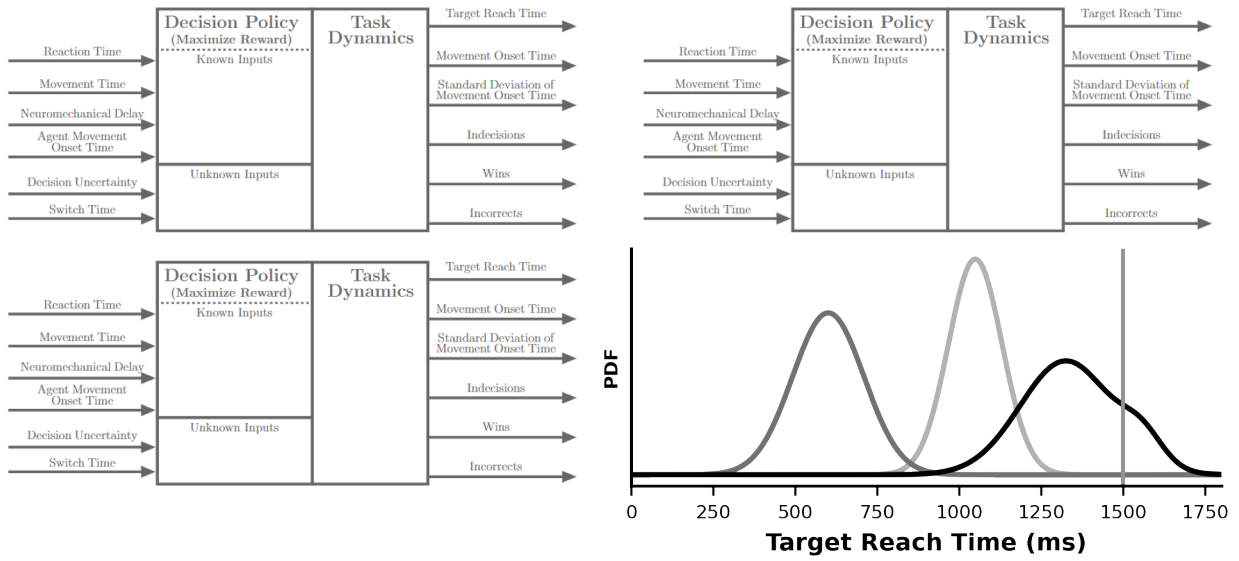 Decision Policy
(Maximize Reward)
Known Inputs
Unknown Inputs
Task
Dynamics
Reaction Time
Movement Time
Neuromechanical Delay
Agent Movement
Onset Time
Decision Uncertainty
Switch Time
Target Reach Time
Movement Onset Time
Standard Deviation of
Movement Onset Time
Indecisions
Wins
Incorrects
Decision Policy
(Maximize Reward)
Known Inputs
Unknown Inputs
Task
Dynamics
Reaction Time
Movement Time
Neuromechanical Delay
Agent Movement
Onset Time
Decision Uncertainty
Switch Time
Target Reach Time
Movement Onset Time
Standard Deviation of
Movement Onset Time
Indecisions
Wins
Incorrects
Decision Policy
(Maximize Reward)
Known Inputs
Unknown Inputs
Task
Dynamics
Reaction Time
Movement Time
Neuromechanical Delay
Agent Movement
Onset Time
Decision Uncertainty
Switch Time
Target Reach Time
Movement Onset Time
Standard Deviation of
Movement Onset Time
Indecisions
Wins
Incorrects
PDF
0 250 500 750 1000 1250 1500 1750
Target Reach Time (ms)